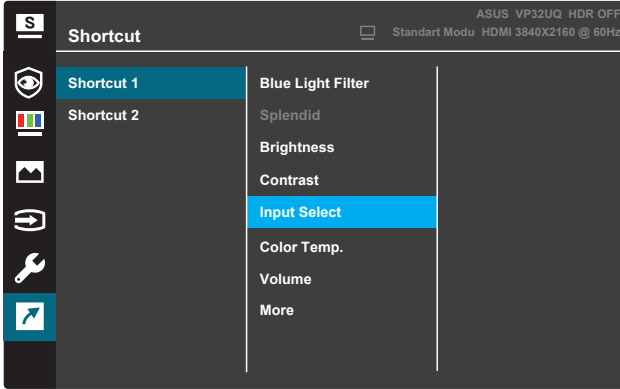 S
ASUS VP32UQ HDR OFF
Shortcut
Standart Modu HDMI 3840X2160 @ 60Hz
Shortcut 1
Shortcut 2
Blue Light Filter
Splendid
Brightness
Contrast
Input Select
Color Temp.
Volume
More